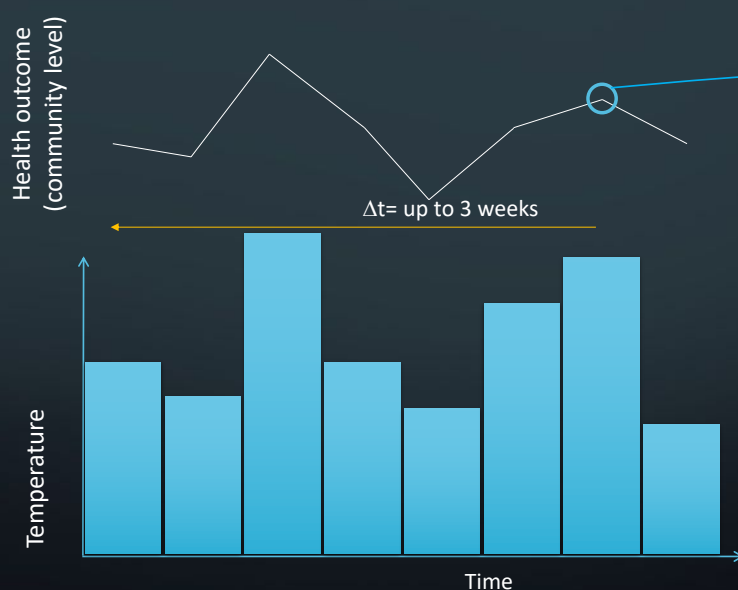 Health outcome
(community level)
Δt= up to 3 weeks
Temperature
Time